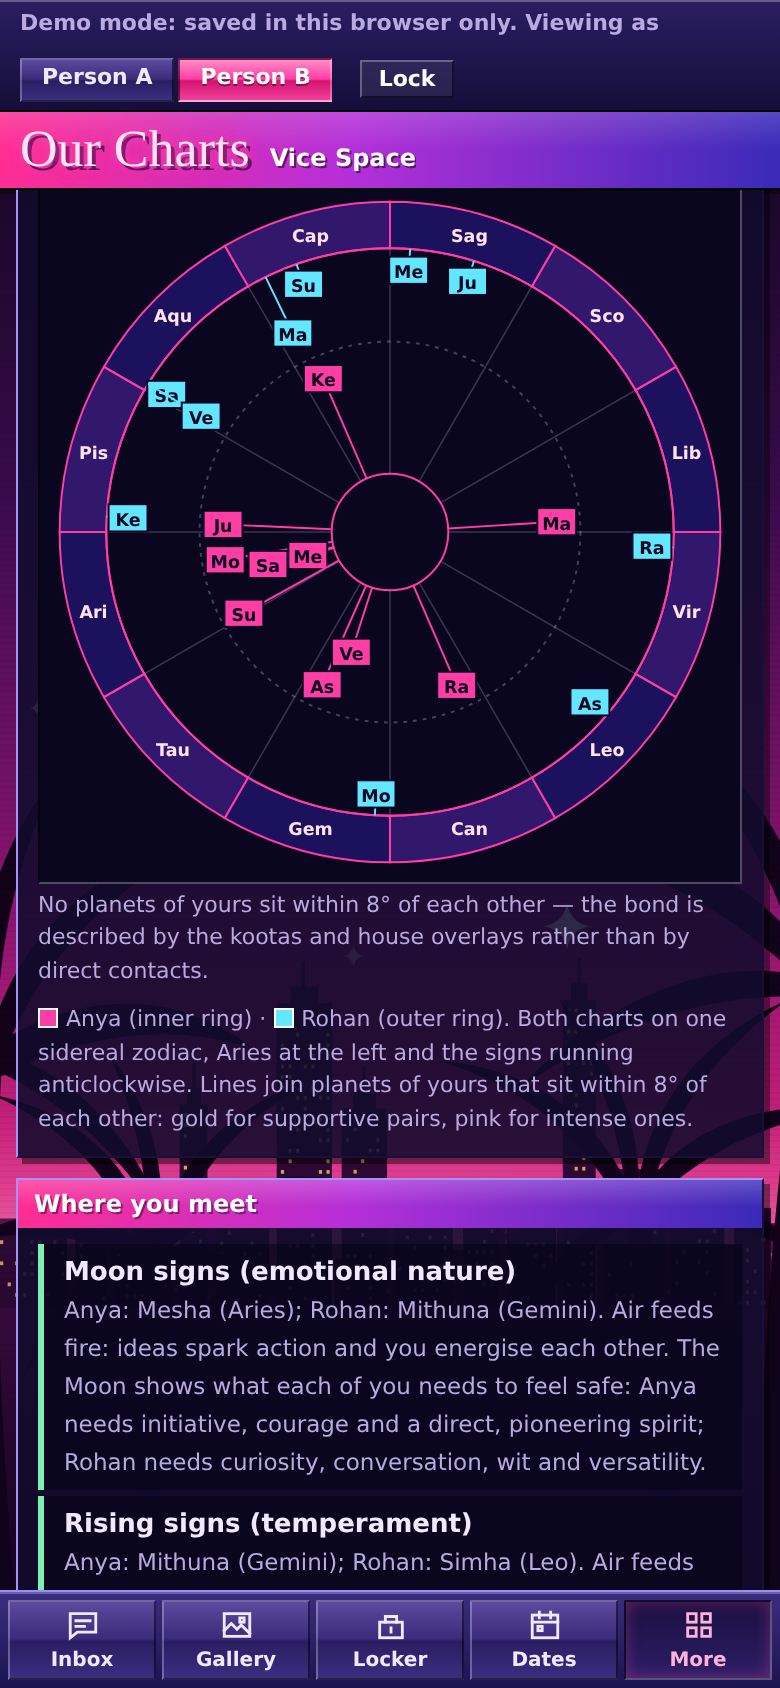 Demo mode: saved in this browser only. Viewing as
Person A Person B Lock
Our Charts Vice Space
Cap Sag
Su Me Ju
Aqu Sco
Ma
Ke
Sa
Ve
Pis Lib
Ke Ju Ma
Mo Sa Me Ra
Ari Vir
Su
Ve
As Ra As
Tau Leo
Mo
Gem Can
No planets of yours sit within 8° of each other — the bond is
described by the kootas and house overlays rather than by
direct contacts.
Anya (inner ring) · Rohan (outer ring). Both charts on one
sidereal zodiac, Aries at the left and the signs running
anticlockwise. Lines join planets of yours that sit within 8° of
each other: gold for supportive pairs, pink for intense ones.
Where you meet
Moon signs (emotional nature)
Anya: Mesha (Aries); Rohan: Mithuna (Gemini). Air feeds
fire: ideas spark action and you energise each other. The
Moon shows what each of you needs to feel safe: Anya
needs initiative, courage and a direct, pioneering spirit;
Rohan needs curiosity, conversation, wit and versatility.
Rising signs (temperament)
Anya: Mithuna (Gemini); Rohan: Simha (Leo). Air feeds
Inbox Gallery Locker Dates More